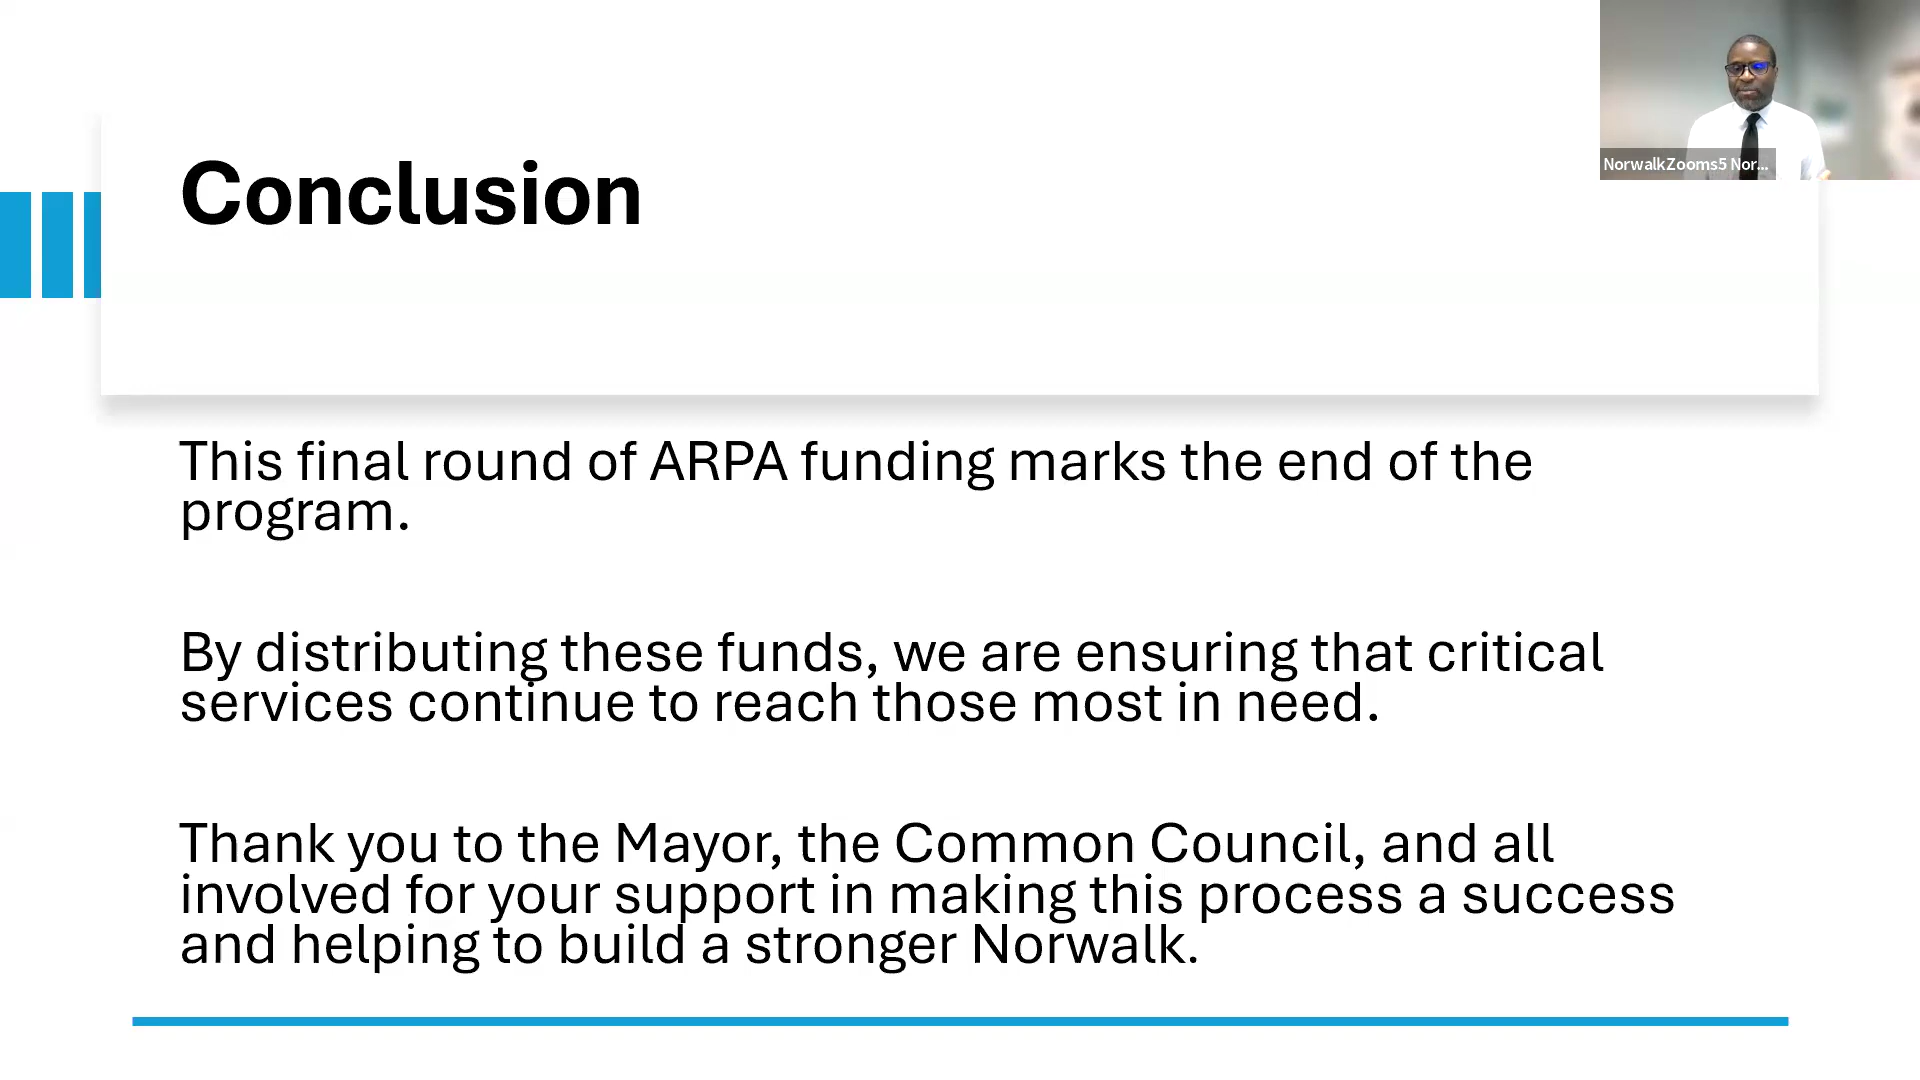 NorwalkZooms5 Nor...
Conclusion
This final round of ARPA funding marks the end of the
program.
By distributing these funds, we are ensuring that critical
services continue to reach those most in need.
Thank you to the Mayor, the Common Council, and all
involved for your support in making this process a success
and helping to build a stronger Norwalk.